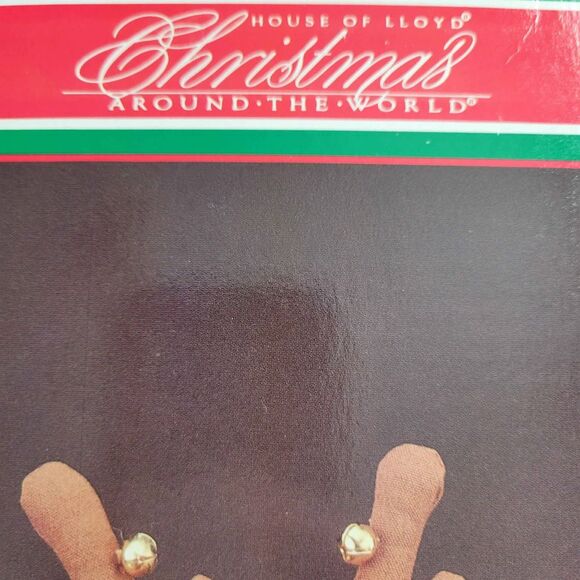 HOUSE OF LLOYD®
Christmas
AROUND·THE·WORLD®